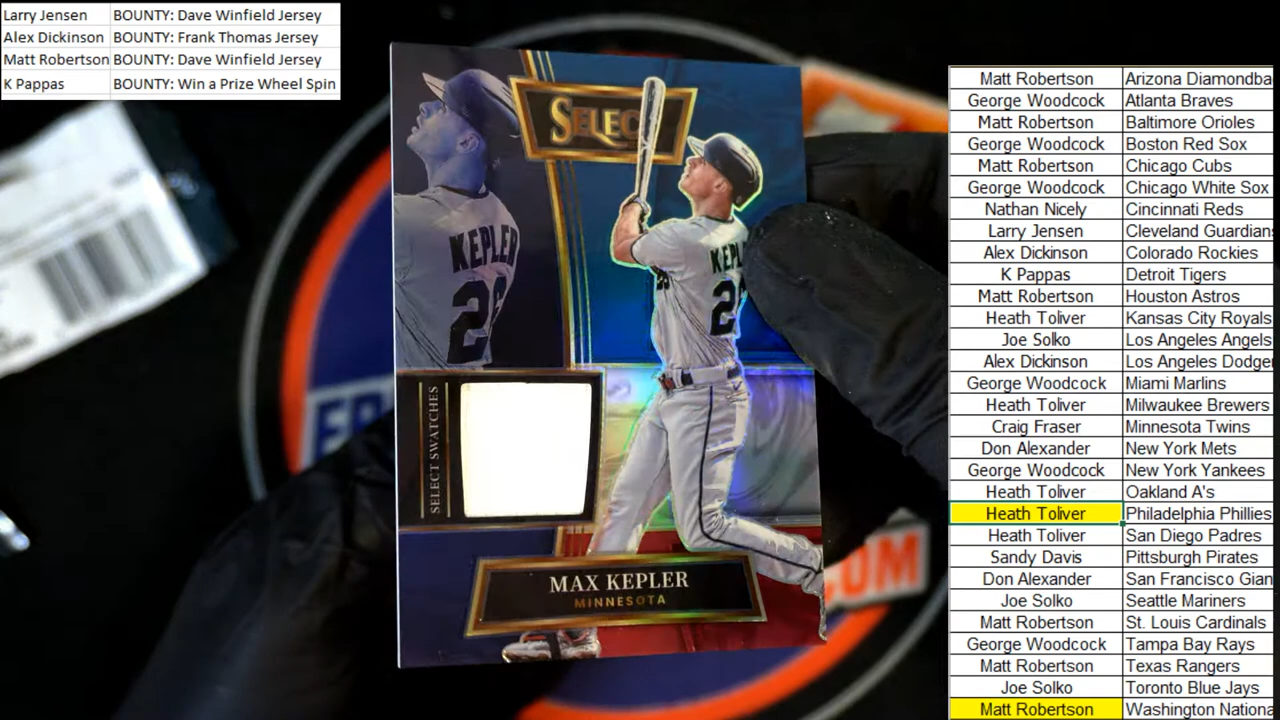 Larry Jensen BOUNTY: Dave Winfield Jersey
Alex Dickinson BOUNTY: Frank Thomas Jersey
Matt Robertson BOUNTY: Dave Winfield Jersey
K Pappas BOUNTY: Win a Prize Wheel Spin
SELEC
KEPLER
26
KEPL
2
SELECT SWATCHES
MAX KEPLER
MINNESOTA
.COM
Matt Robertson Arizona Diamondba
George Woodcock Atlanta Braves
Matt Robertson Baltimore Orioles
George Woodcock Boston Red Sox
Matt Robertson Chicago Cubs
George Woodcock Chicago White Sox
Nathan Nicely Cincinnati Reds
Larry Jensen Cleveland Guardian
Alex Dickinson Colorado Rockies
K Pappas Detroit Tigers
Matt Robertson Houston Astros
Heath Toliver Kansas City Royals
Joe Solko Los Angeles Angels
Alex Dickinson Los Angeles Dodge
George Woodcock Miami Marlins
Heath Toliver Milwaukee Brewers
Craig Fraser Minnesota Twins
Don Alexander New York Mets
George Woodcock New York Yankees
Heath Toliver Oakland A's
Heath Toliver Philadelphia Phillies
Heath Toliver San Diego Padres
Sandy Davis Pittsburgh Pirates
Don Alexander San Francisco Gian
Joe Solko Seattle Mariners
Matt Robertson St. Louis Cardinals
George Woodcock Tampa Bay Rays
Matt Robertson Texas Rangers
Joe Solko Toronto Blue Jays
Matt Robertson Washington Nationa